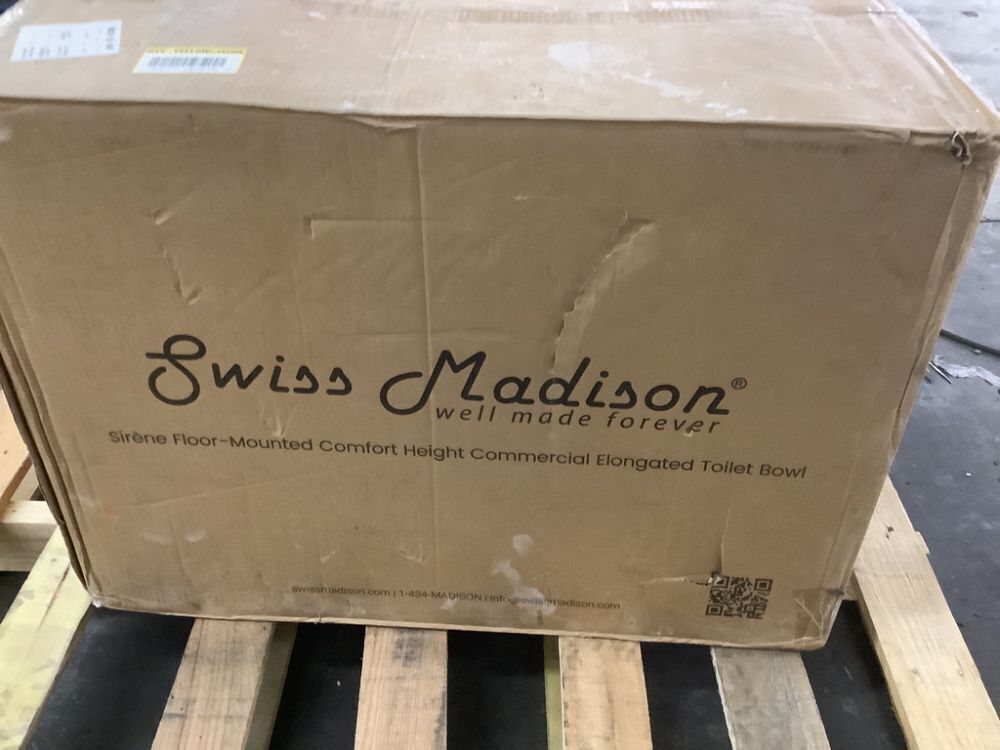 Swiss Madison®
well made forever
Sirène Floor-Mounted Comfort Height Commercial Elongated Toilet Bowl
swissmadison.com | 1-434-MADISON | info@swissmadison.com